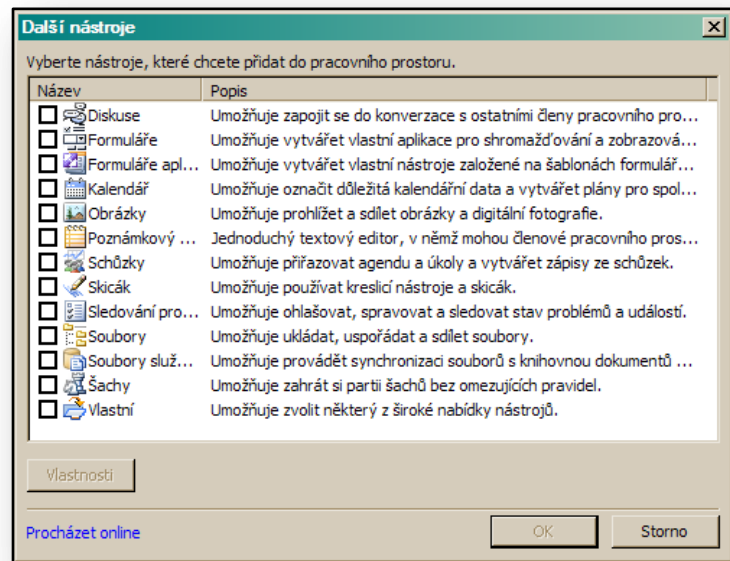 Další nástroje
Vyberte nástroje, které chcete přidat do pracovního prostoru.
Název Popis
Diskuse Umožňuje zapojit se do konverzace s ostatními členy pracovního pro...
Formuláře Umožňuje vytvářet vlastní aplikace pro shromažďování a zobrazová...
Formuláře apl... Umožňuje vytvářet vlastní nástroje založené na šablonách formulář...
Kalendář Umožňuje označit důležitá kalendářní data a vytvářet plány pro spol...
Obrázky Umožňuje prohlížet a sdílet obrázky a digitální fotografie.
Poznámkový ... Jednoduchý textový editor, v němž mohou členové pracovního pros...
Schůzky Umožňuje přiřazovat agendu a úkoly a vytvářet zápisy ze schůzek.
Skicák Umožňuje používat kreslicí nástroje a skicák.
Sledování pro... Umožňuje ohlašovat, spravovat a sledovat stav problémů a událostí.
Soubory Umožňuje ukládat, uspořádat a sdílet soubory.
Soubory služ... Umožňuje provádět synchronizaci souborů s knihovnou dokumentů ...
Šachy Umožňuje zahrát si partii šachů bez omezujících pravidel.
Vlastní Umožňuje zvolit některý z široké nabídky nástrojů.
Vlastnosti
Procházet online OK Storno